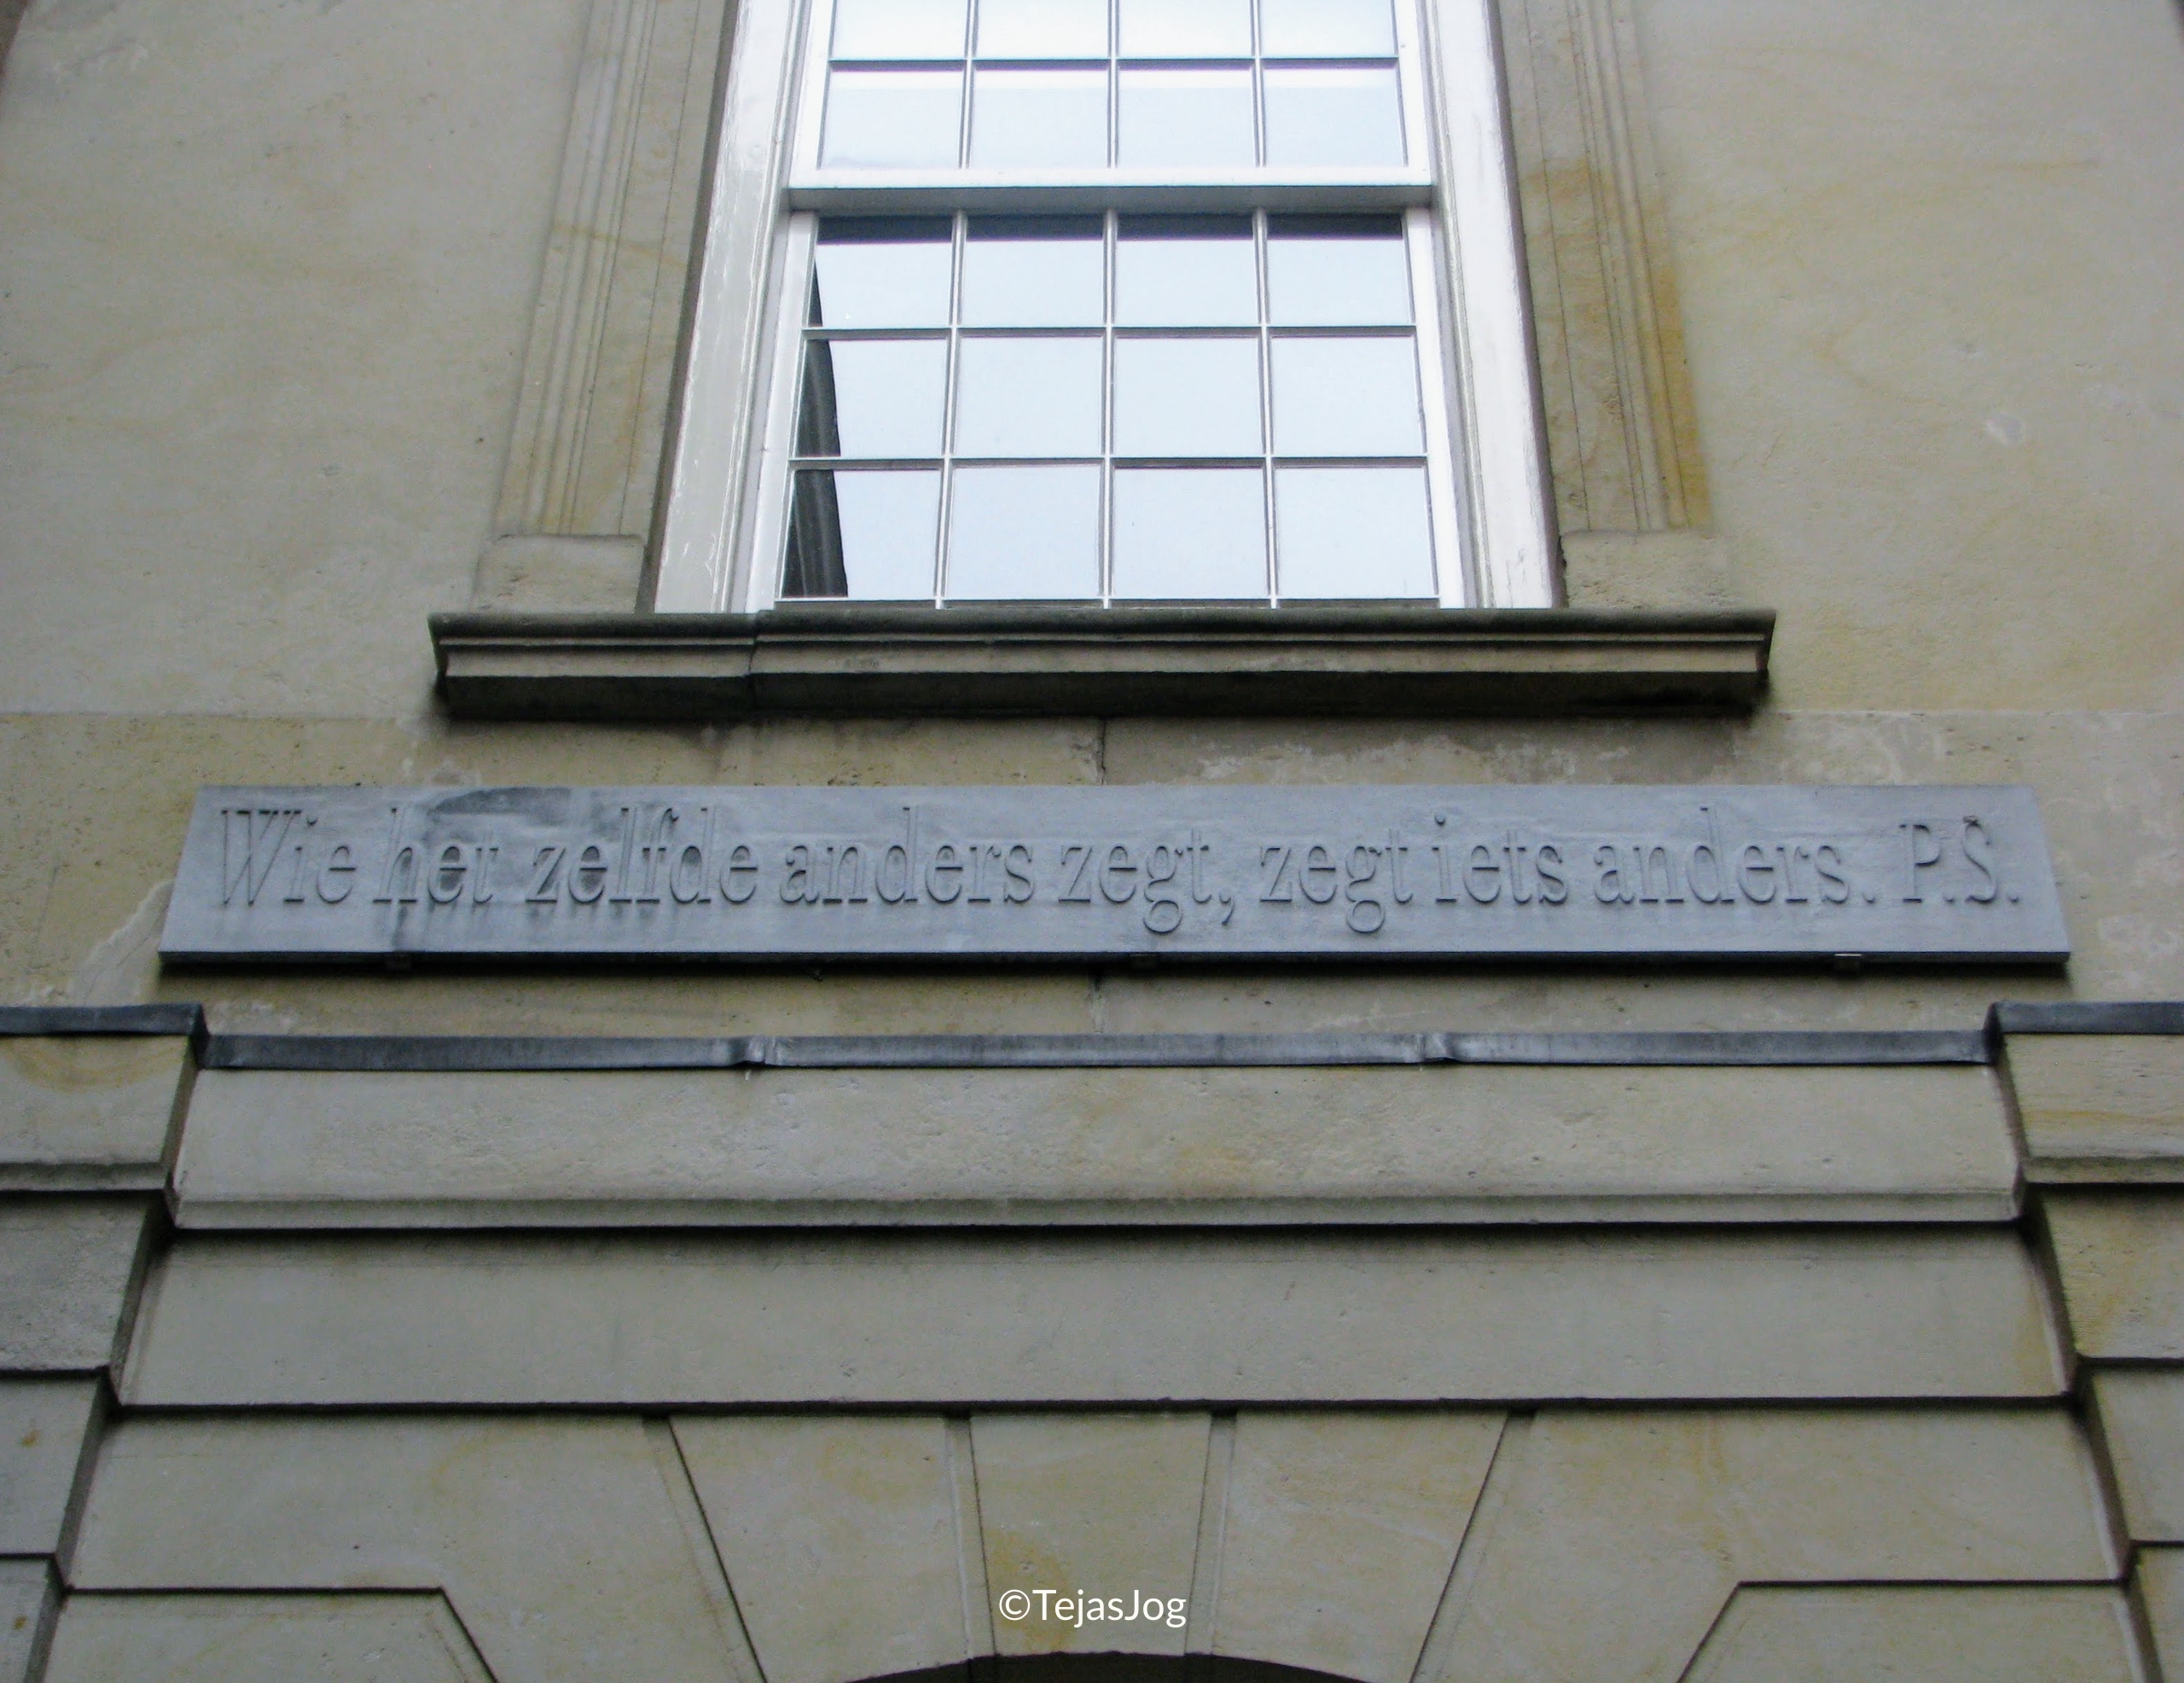 Wie het zelfde anders zegt, zegt iets anders. P.S.
©TejasJog